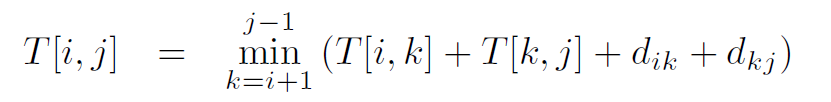 T[i, j] = \min_{k=i+1}^{j-1} (T[i, k] + T[k, j] + d_{ik} + d_{kj})